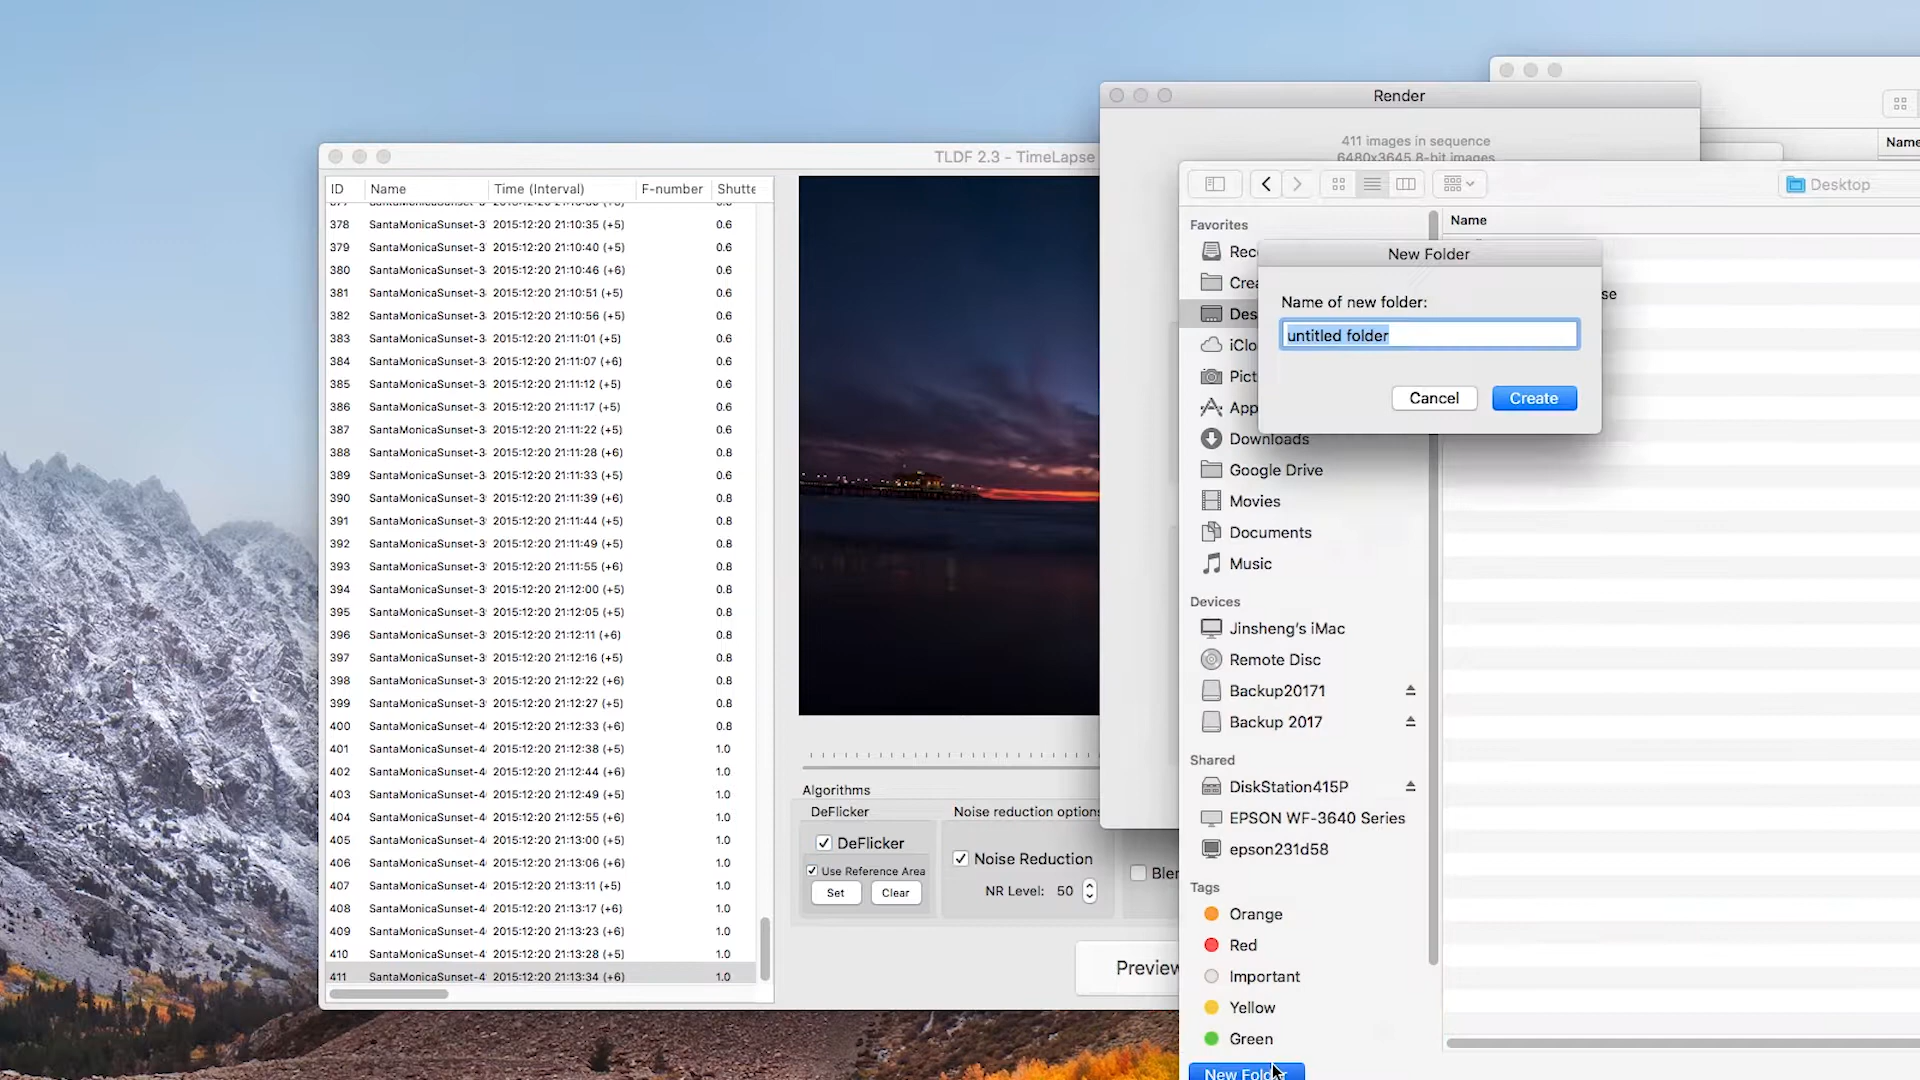 Render
411 images in sequence
6480x3645 8-bit images
Name
TLDF 2.3 - TimeLapse
ID Name Time (Interval) F-number Shutte
378 SantaMonicaSunset-3 2015:12:20 21:10:35 (+5) 0.6
379 SantaMonicaSunset-3 2015:12:20 21:10:40 (+5) 0.6
380 SantaMonicaSunset-3 2015:12:20 21:10:46 (+6) 0.6
381 SantaMonicaSunset-3 2015:12:20 21:10:51 (+5) 0.6
382 SantaMonicaSunset-3 2015:12:20 21:10:56 (+5) 0.6
383 SantaMonicaSunset-3 2015:12:20 21:11:01 (+5) 0.6
384 SantaMonicaSunset-3 2015:12:20 21:11:07 (+6) 0.6
385 SantaMonicaSunset-3 2015:12:20 21:11:12 (+5) 0.6
386 SantaMonicaSunset-3 2015:12:20 21:11:17 (+5) 0.6
387 SantaMonicaSunset-3 2015:12:20 21:11:22 (+5) 0.6
388 SantaMonicaSunset-3 2015:12:20 21:11:28 (+6) 0.8
389 SantaMonicaSunset-3 2015:12:20 21:11:33 (+5) 0.6
390 SantaMonicaSunset-3 2015:12:20 21:11:39 (+6) 0.8
391 SantaMonicaSunset-3 2015:12:20 21:11:44 (+5) 0.8
392 SantaMonicaSunset-3 2015:12:20 21:11:49 (+5) 0.8
393 SantaMonicaSunset-3 2015:12:20 21:11:55 (+6) 0.8
394 SantaMonicaSunset-3 2015:12:20 21:12:00 (+5) 0.8
395 SantaMonicaSunset-3 2015:12:20 21:12:05 (+5) 0.8
396 SantaMonicaSunset-3 2015:12:20 21:12:11 (+6) 0.8
397 SantaMonicaSunset-3 2015:12:20 21:12:16 (+5) 0.8
398 SantaMonicaSunset-3 2015:12:20 21:12:22 (+6) 0.8
399 SantaMonicaSunset-3 2015:12:20 21:12:27 (+5) 0.8
400 SantaMonicaSunset-4 2015:12:20 21:12:33 (+6) 0.8
401 SantaMonicaSunset-4 2015:12:20 21:12:38 (+5) 1.0
402 SantaMonicaSunset-4 2015:12:20 21:12:44 (+6) 1.0
403 SantaMonicaSunset-4 2015:12:20 21:12:49 (+5) 1.0
404 SantaMonicaSunset-4 2015:12:20 21:12:55 (+6) 1.0
405 SantaMonicaSunset-4 2015:12:20 21:13:00 (+5) 1.0
406 SantaMonicaSunset-4 2015:12:20 21:13:06 (+6) 1.0
407 SantaMonicaSunset-4 2015:12:20 21:13:11 (+5) 1.0
408 SantaMonicaSunset-4 2015:12:20 21:13:17 (+6) 1.0
409 SantaMonicaSunset-4 2015:12:20 21:13:23 (+6) 1.0
410 SantaMonicaSunset-4 2015:12:20 21:13:28 (+5) 1.0
411 SantaMonicaSunset-4 2015:12:20 21:13:34 (+6) 1.0
Algorithms
DeFlicker
DeFlicker
Use Reference Area
Set Clear
Noise reduction options
Noise Reduction
NR Level: 50
Blen
Preview
Desktop
Name
se
Favorites
Rec
Crea
Des
iClo
Pict
App
Downloads
Google Drive
Movies
Documents
Music
Devices
Jinsheng's iMac
Remote Disc
Backup20171
Backup 2017
Shared
DiskStation415P
EPSON WF-3640 Series
epson231d58
Tags
Orange
Red
Important
Yellow
Green
New Folder
New Folder
Name of new folder:
untitled folder
Cancel Create